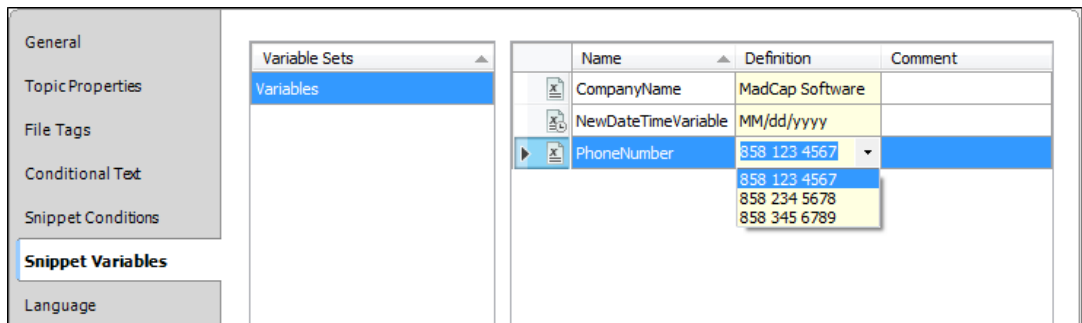 General
Topic Properties
File Tags
Conditional Text
Snippet Conditions
Snippet Variables
Language
Variable Sets
Variables
Name Definition Comment
CompanyName MadCap Software
NewDateTimeVariable MM/dd/yyyy
PhoneNumber 858 123 4567
858 123 4567
858 234 5678
858 345 6789